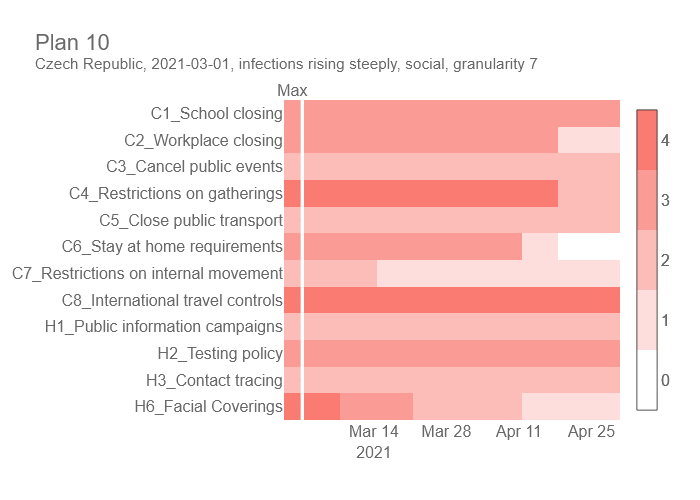 Plan 10
Czech Republic, 2021-03-01, infections rising steeply, social, granularity 7
Max
C1_School closing
C2_Workplace closing
C3_Cancel public events
C4_Restrictions on gatherings
C5_Close public transport
C6_Stay at home requirements
C7_Restrictions on internal movement
C8_International travel controls
H1_Public information campaigns
H2_Testing policy
H3_Contact tracing
H6_Facial Coverings
Mar 14 Mar 28 Apr 11 Apr 25
2021
4
3
2
1
0